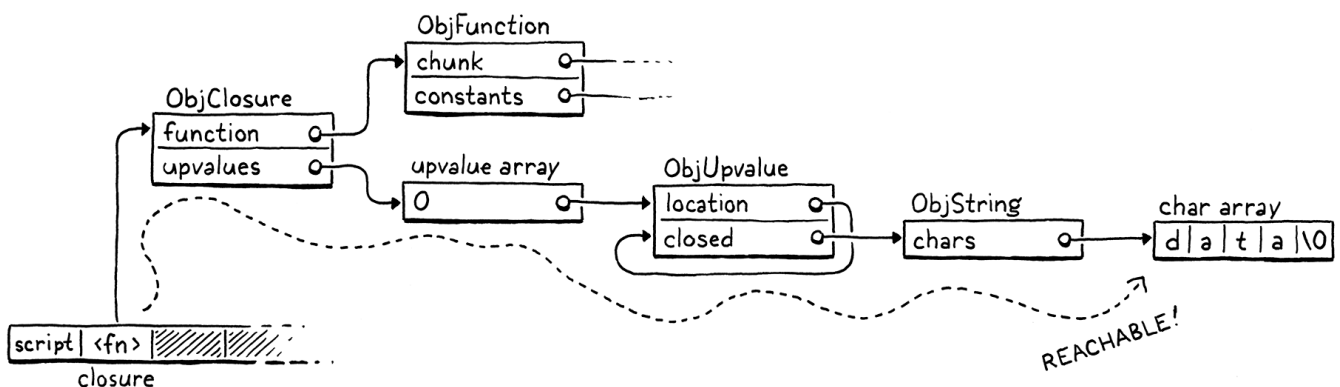 ObjFunction
chunk
constants
ObjClosure
function
upvalues
upvalue array
0
ObjUpvalue
location
closed
ObjString
chars
char array
d|a|t|a|\0
REACHABLE!
script|<fn>
closure